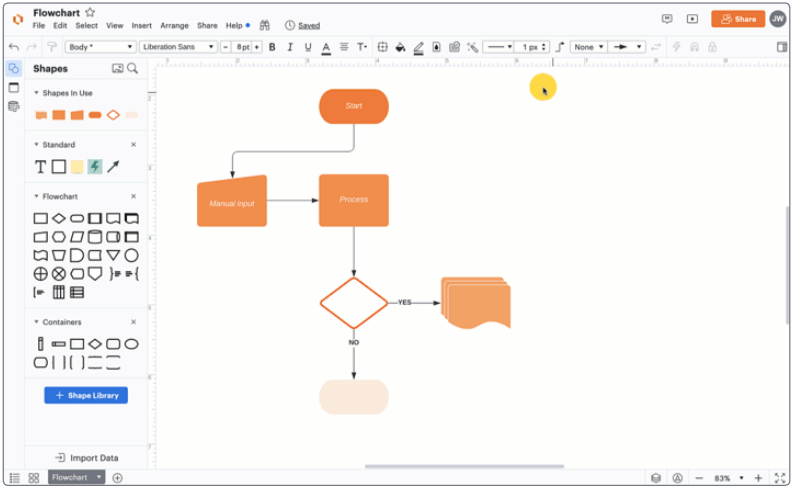 Flowchart
File Edit Select View Insert Arrange Share Help Saved
Share
JW
Body * Liberation Sans − 8 pt + B I U A T 1 px None
Shapes
Shapes In Use
Standard
T
Flowchart
Containers
+ Shape Library
Import Data
Start
Manual input
Process
YES
NO
Flowchart
83%